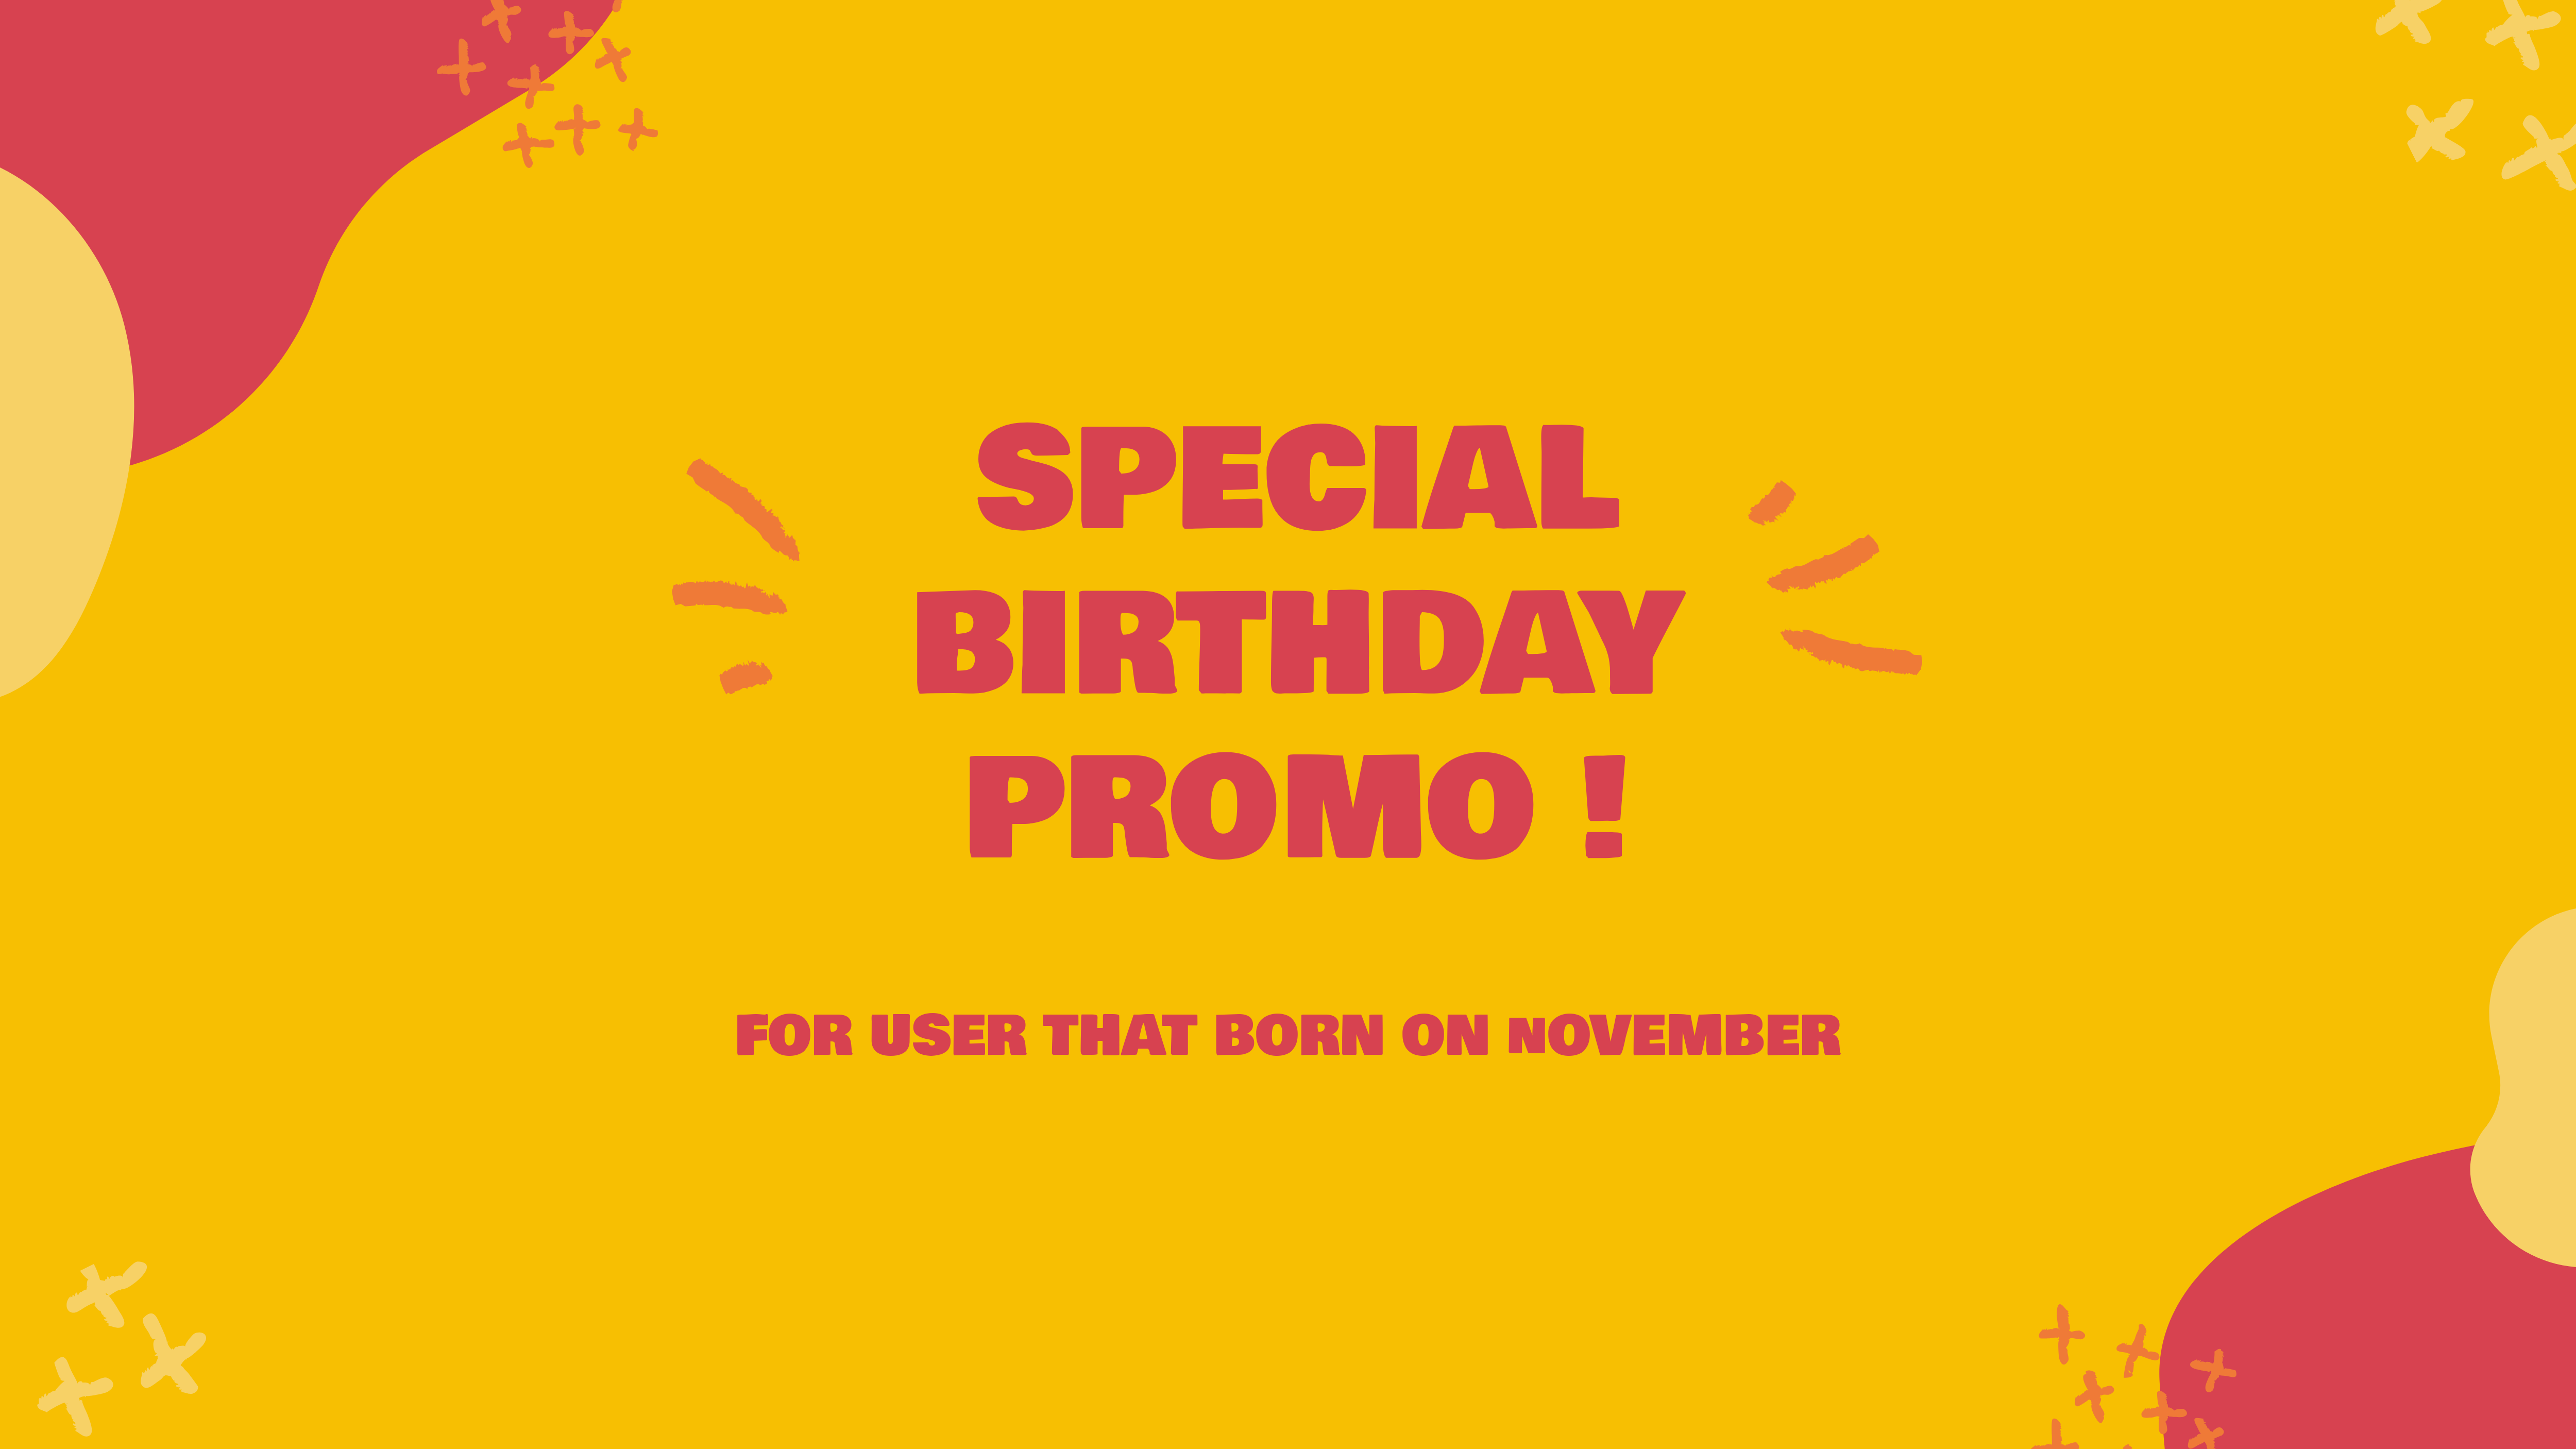 SPECIAL
BIRTHDAY
PROMO !
FOR USER THAT BORN ON NOVEMBER